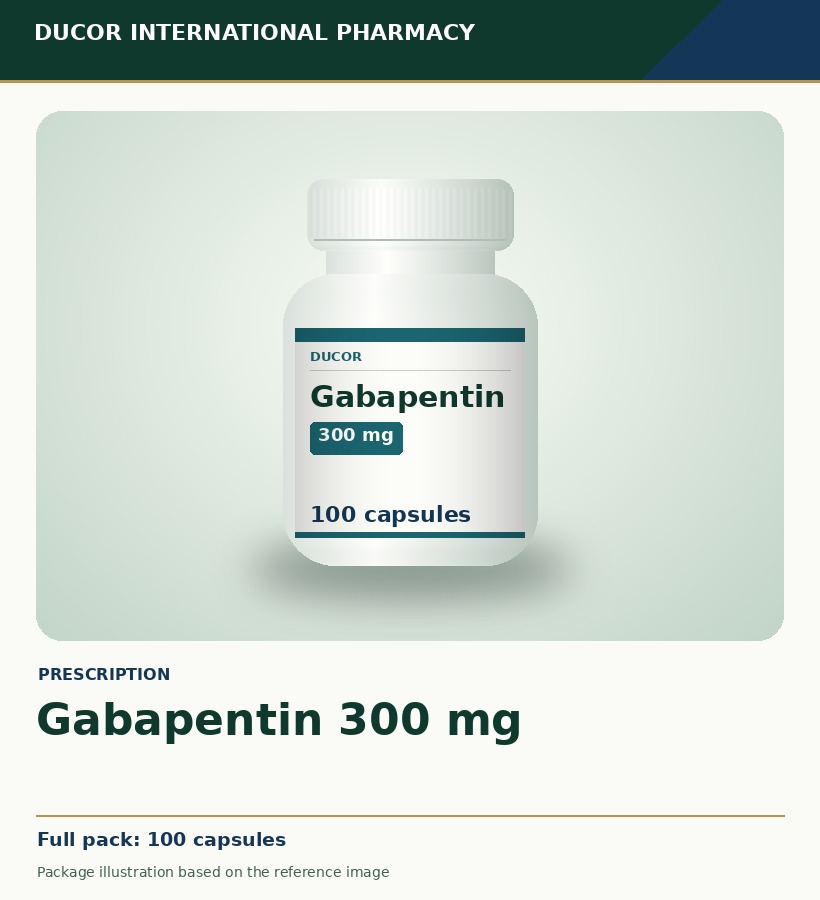 DUCOR INTERNATIONAL PHARMACY
DUCOR
Gabapentin
300 mg
100 capsules
PRESCRIPTION
Gabapentin 300 mg
Full pack: 100 capsules
Package illustration based on the reference image